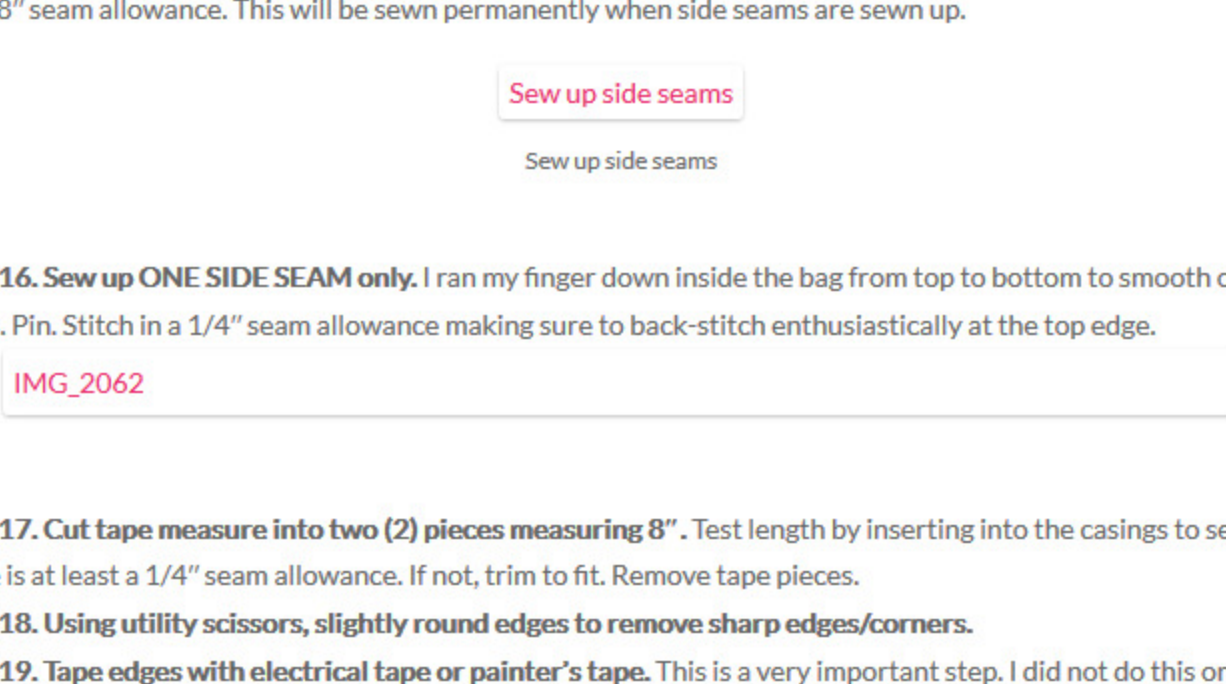 8″ seam allowance. This will be sewn permanently when side seams are sewn up.
Sew up side seams
Sew up side seams
16. Sew up ONE SIDE SEAM only. I ran my finger down inside the bag from top to bottom to smooth
. Pin. Stitch in a 1/4″ seam allowance making sure to back-stitch enthusiastically at the top edge.
IMG_2062
17. Cut tape measure into two (2) pieces measuring 8″. Test length by inserting into the casings to
is at least a 1/4″ seam allowance. If not, trim to fit. Remove tape pieces.
18. Using utility scissors, slightly round edges to remove sharp edges/corners.
19. Tape edges with electrical tape or painter's tape. This is a very important step. I did not do this